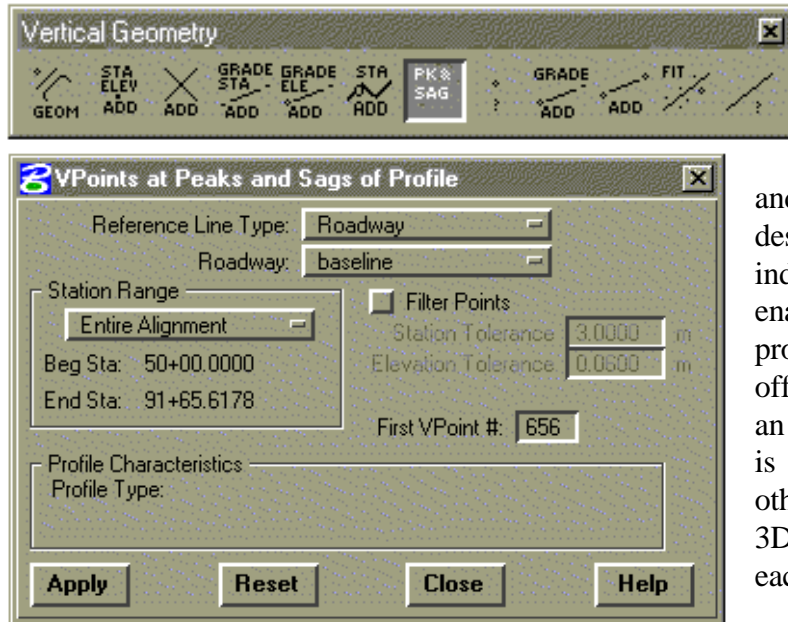 Vertical Geometry
GEOM
STA ELEV ADD
ADD
GRADE STA ADD
GRADE ELE ADD
STA ADD
PK & SAG
?
GRADE ADD
ADD
FIT
?
VPoints at Peaks and Sags of Profile
Reference Line Type: Roadway
Roadway: baseline
Station Range
Entire Alignment
Beg Sta: 50+00.0000
End Sta: 91+65.6178
Filter Points
Station Tolerance 3.0000 m
Elevation Tolerance 0.0600 m
First VPoint #: 656
Profile Characteristics
Profile Type:
Apply Reset Close Help
and
des
ind
ena
pro
off
an
is
oth
3D
eac